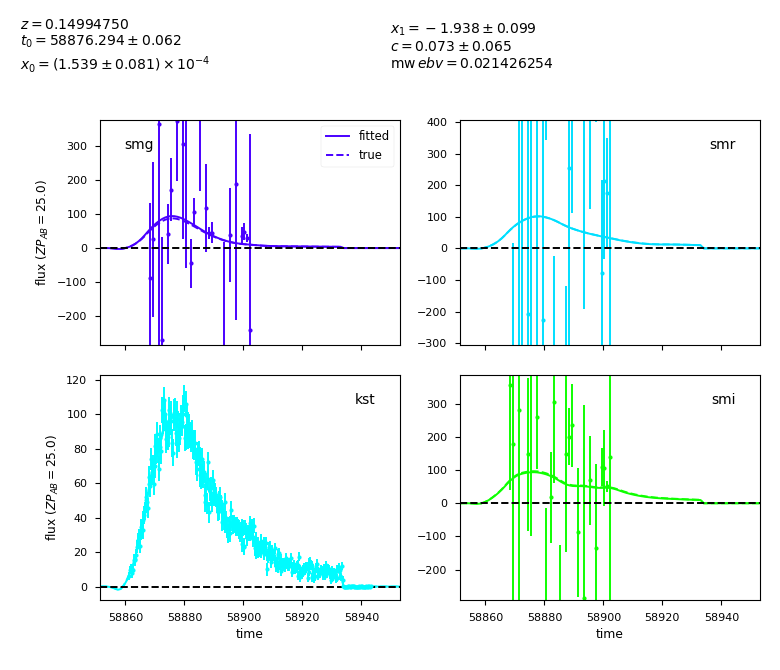 z = 0.14994750
t₀ = 58876.294 ± 0.062
x₀ = (1.539 ± 0.081) × 10⁻⁴
x₁ = −1.938 ± 0.099
c = 0.073 ± 0.065
mw ebv = 0.021426254
smg
fitted
true
300
200
100
0
−100
−200
flux (ZP_AB = 25.0)
smr
400
300
200
100
0
−100
−200
−300
kst
120
100
80
60
40
20
0
flux (ZP_AB = 25.0)
58860 58880 58900 58920 58940
time
smi
300
200
100
0
−100
−200
58860 58880 58900 58920 58940
time